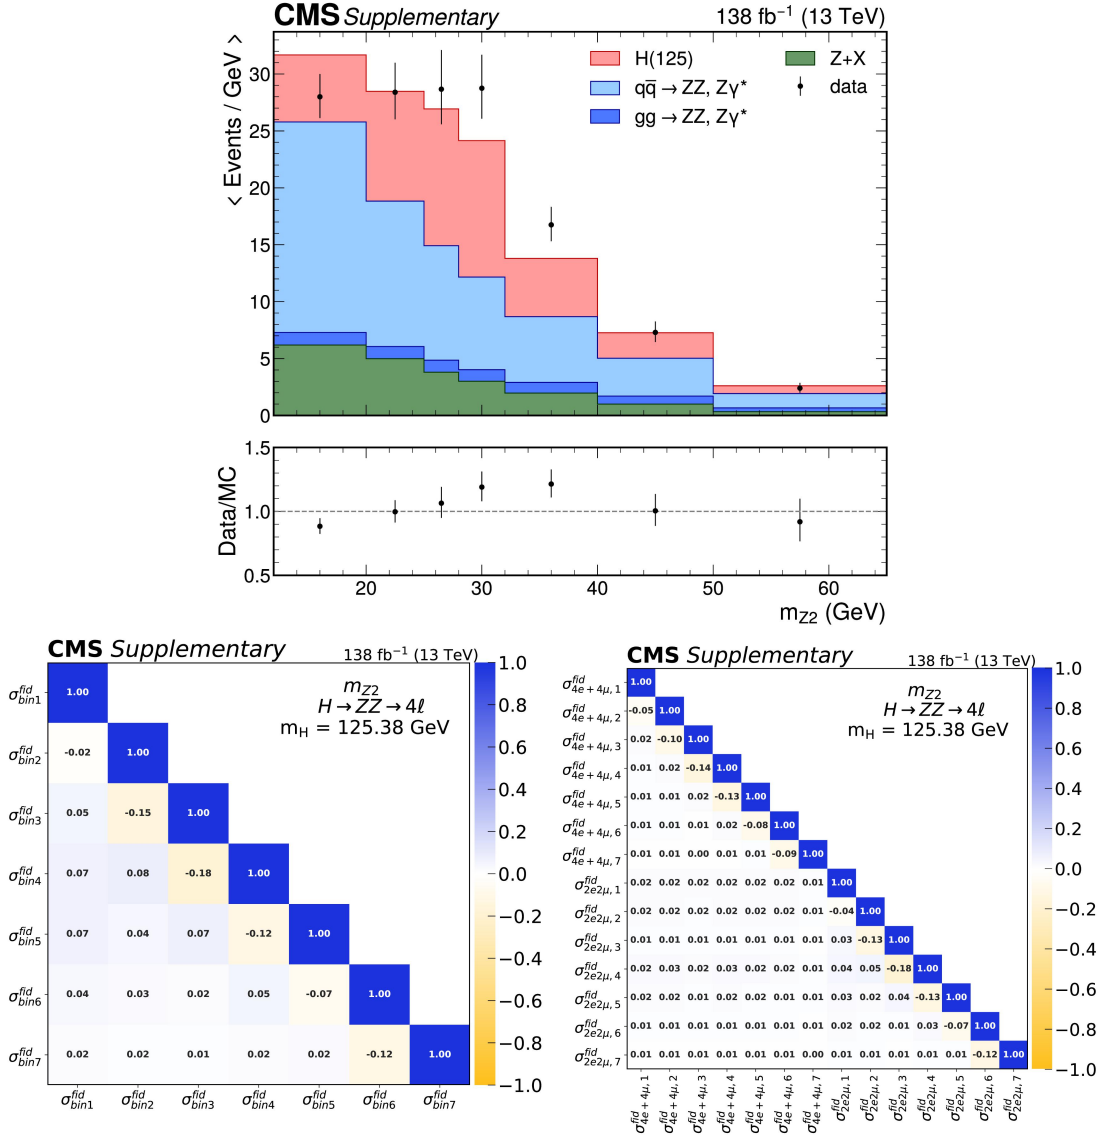 CMS Supplementary 138 fb⁻¹ (13 TeV)
< Events / GeV >
H(125)
qq̄ → ZZ, Zγ*
gg → ZZ, Zγ*
Z+X
data
30
25
20
15
10
5
0
Data/MC
1.5
1.0
0.5
20 30 40 50 60
m_Z2 (GeV)
CMS Supplementary
138 fb⁻¹ (13 TeV)
m_Z2
H → ZZ → 4ℓ
m_H = 125.38 GeV
σ^fid_bin1 1.00
σ^fid_bin2 -0.02 1.00
σ^fid_bin3 0.05 -0.15 1.00
σ^fid_bin4 0.07 0.08 -0.18 1.00
σ^fid_bin5 0.07 0.04 0.07 -0.12 1.00
σ^fid_bin6 0.04 0.03 0.02 0.05 -0.07 1.00
σ^fid_bin7 0.02 0.02 0.01 0.02 0.02 -0.12 1.00
σ^fid_bin1 σ^fid_bin2 σ^fid_bin3 σ^fid_bin4 σ^fid_bin5 σ^fid_bin6 σ^fid_bin7
1.0
0.8
0.6
0.4
0.2
0.0
−0.2
−0.4
−0.6
−0.8
−1.0
CMS Supplementary
138 fb⁻¹ (13 TeV)
m_Z2
H → ZZ → 4ℓ
m_H = 125.38 GeV
σ^fid_4e+4μ, 1 1.00
σ^fid_4e+4μ, 2 -0.05 1.00
σ^fid_4e+4μ, 3 0.02 -0.10 1.00
σ^fid_4e+4μ, 4 0.01 0.02 -0.14 1.00
σ^fid_4e+4μ, 5 0.01 0.01 0.02 -0.13 1.00
σ^fid_4e+4μ, 6 0.01 0.01 0.01 0.02 -0.08 1.00
σ^fid_4e+4μ, 7 0.01 0.01 0.00 0.01 0.01 -0.09 1.00
σ^fid_2e2μ, 1 0.02 0.02 0.02 0.02 0.02 0.02 0.01 1.00
σ^fid_2e2μ, 2 0.02 0.02 0.02 0.02 0.02 0.02 0.01 -0.04 1.00
σ^fid_2e2μ, 3 0.01 0.01 0.01 0.01 0.01 0.01 0.01 0.03 -0.13 1.00
σ^fid_2e2μ, 4 0.02 0.03 0.02 0.03 0.02 0.02 0.01 0.04 0.05 -0.18 1.00
σ^fid_2e2μ, 5 0.02 0.02 0.01 0.02 0.02 0.01 0.01 0.03 0.02 0.04 -0.13 1.00
σ^fid_2e2μ, 6 0.01 0.01 0.01 0.01 0.01 0.01 0.01 0.02 0.02 0.01 0.03 -0.07 1.00
σ^fid_2e2μ, 7 0.01 0.01 0.01 0.01 0.01 0.01 0.00 0.01 0.01 0.01 0.01 0.01 -0.12 1.00
σ^fid_4e+4μ, 1 σ^fid_4e+4μ, 2 σ^fid_4e+4μ, 3 σ^fid_4e+4μ, 4 σ^fid_4e+4μ, 5 σ^fid_4e+4μ, 6 σ^fid_4e+4μ, 7 σ^fid_2e2μ, 1 σ^fid_2e2μ, 2 σ^fid_2e2μ, 3 σ^fid_2e2μ, 4 σ^fid_2e2μ, 5 σ^fid_2e2μ, 6 σ^fid_2e2μ, 7
1.0
0.8
0.6
0.4
0.2
0.0
−0.2
−0.4
−0.6
−0.8
−1.0